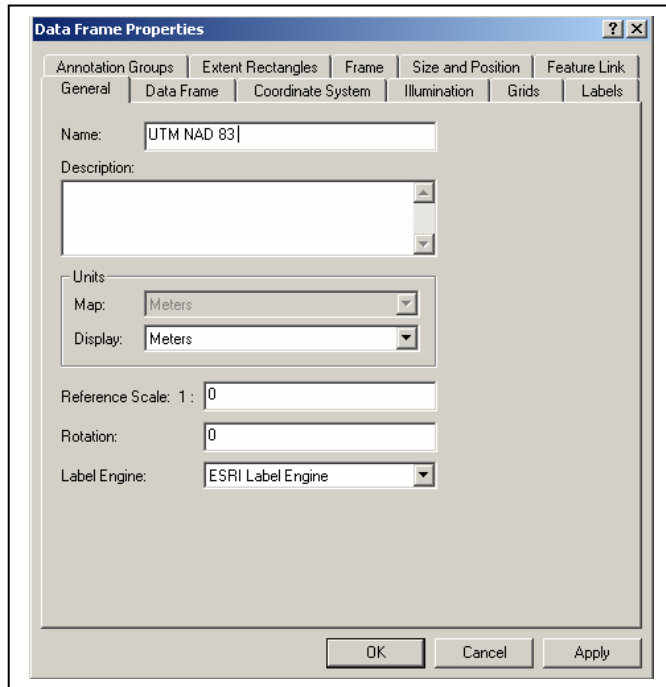 Data Frame Properties
Annotation Groups Extent Rectangles Frame Size and Position Feature Link
General Data Frame Coordinate System Illumination Grids Labels
Name: UTM NAD 83
Description:
Units
Map: Meters
Display: Meters
Reference Scale: 1 : 0
Rotation: 0
Label Engine: ESRI Label Engine
OK Cancel Apply